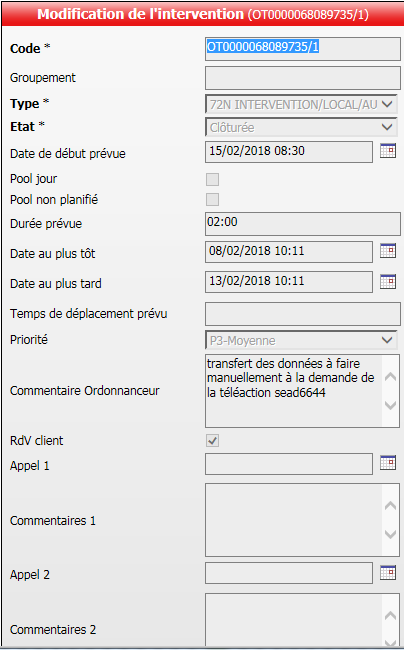 Modification de l'intervention (OT0000068089735/1)
Code * OT0000068089735/1
Groupement
Type * 72N INTERVENTION/LOCAL/AU
Etat * Clôturée
Date de début prévue 15/02/2018 08:30
Pool jour
Pool non planifié
Durée prévue 02:00
Date au plus tôt 08/02/2018 10:11
Date au plus tard 13/02/2018 10:11
Temps de déplacement prévu
Priorité P3-Moyenne
transfert des données à faire
manuellement à la demande de
Commentaire Ordonnanceur la téléaction sead6644
RdV client
Appel 1
Commentaires 1
Appel 2
Commentaires 2